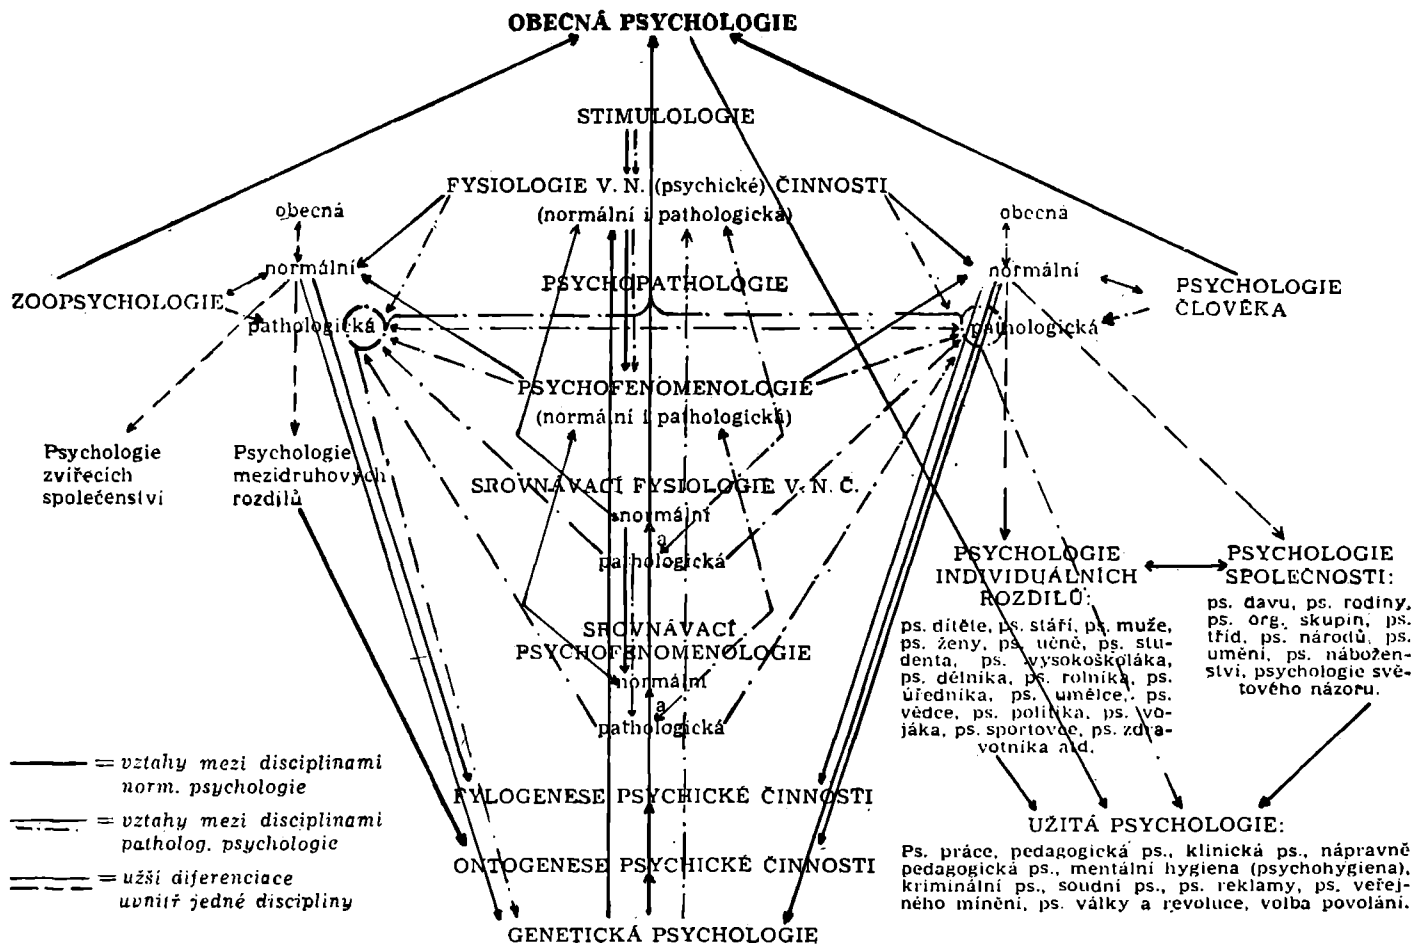 OBECNÁ PSYCHOLOGIE
STIMULOLOGIE
FYSIOLOGIE V. N. (psychické) ČINNOSTI
(normální i pathologická)
obecná
normální
ZOOPSYCHOLOGIE
pathologická
PSYCHOPATHOLOGIE
obecná
normální
PSYCHOLOGIE
ČLOVĚKA
pathologická
PSYCHOFENOMENOLOGIE
(normální i pathologická)
Psychologie
zvířecích
společenství
Psychologie
mezidruhových
rozdílů
SROVNÁVACÍ FYSIOLOGIE V. N. Č.
normální
a
pathologická
SROVNÁVACÍ
PSYCHOFENOMENOLOGIE
normální
a
pathologická
PSYCHOLOGIE
INDIVIDUÁLNÍCH
ROZDÍLŮ:
ps. dítěte, ps. stáří, ps. muže,
ps. ženy, ps. učně, ps. stu-
denta, ps. vysokoškoláka,
ps. dělníka, ps. rolníka, ps.
úředníka, ps. umělce, ps.
vědce, ps. politika, ps. vo-
jáka, ps. sportovce, ps. zdra-
votníka atd.
PSYCHOLOGIE
SPOLEČNOSTI:
ps. davu, ps. rodiny,
ps. org. skupin, ps.
tříd, ps. národů, ps.
umění, ps. nábožen-
ství, psychologie svě-
tového názoru.
= vztahy mezi disciplinami
norm. psychologie
= vztahy mezi disciplinami
patholog. psychologie
= užší diferenciace
uvnitř jedné discipliny
FYLOGENESE PSYCHICKÉ ČINNOSTI
ONTOGENESE PSYCHICKÉ ČINNOSTI
GENETICKÁ PSYCHOLOGIE
UŽITÁ PSYCHOLOGIE:
Ps. práce, pedagogická ps., klinická ps., nápravně
pedagogická ps., mentální hygiena (psychohygiena),
kriminální ps., soudní ps., ps. reklamy, ps. veřej-
ného mínění, ps. války a revoluce, volba povolání.